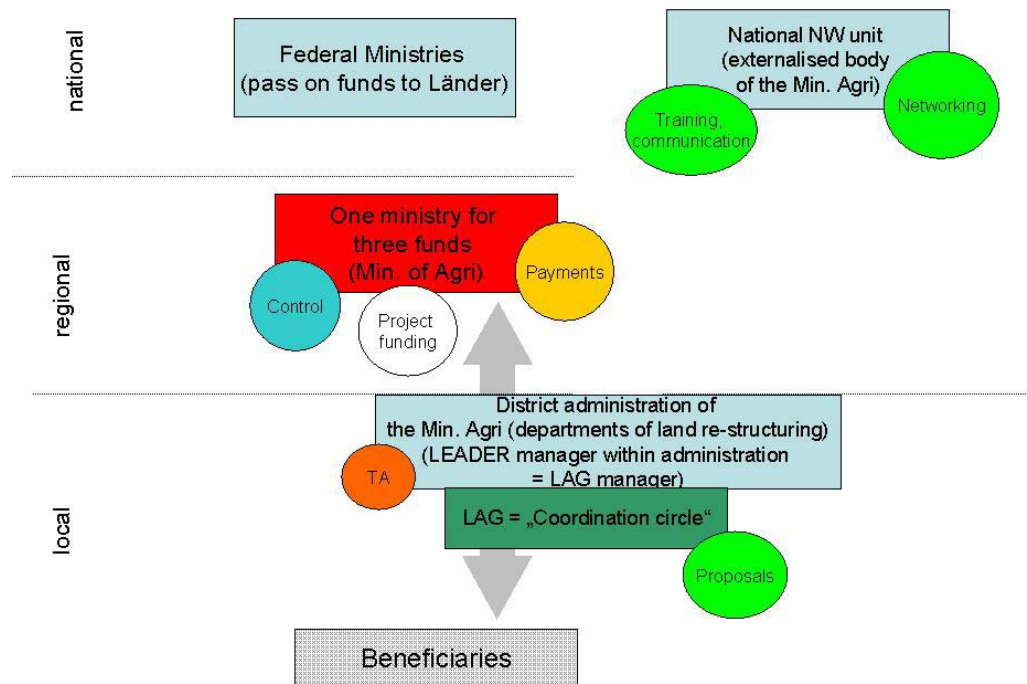 national
Federal Ministries
(pass on funds to Länder)
National NW unit
(externalised body
of the Min. Agri)
Training,
communication
Networking
regional
One ministry for
three funds
(Min. of Agri)
Control
Project
funding
Payments
local
District administration of
the Min. Agri (departments of land re-structuring)
(LEADER manager within administration
= LAG manager)
TA
LAG = „Coordination circle“
Proposals
Beneficiaries